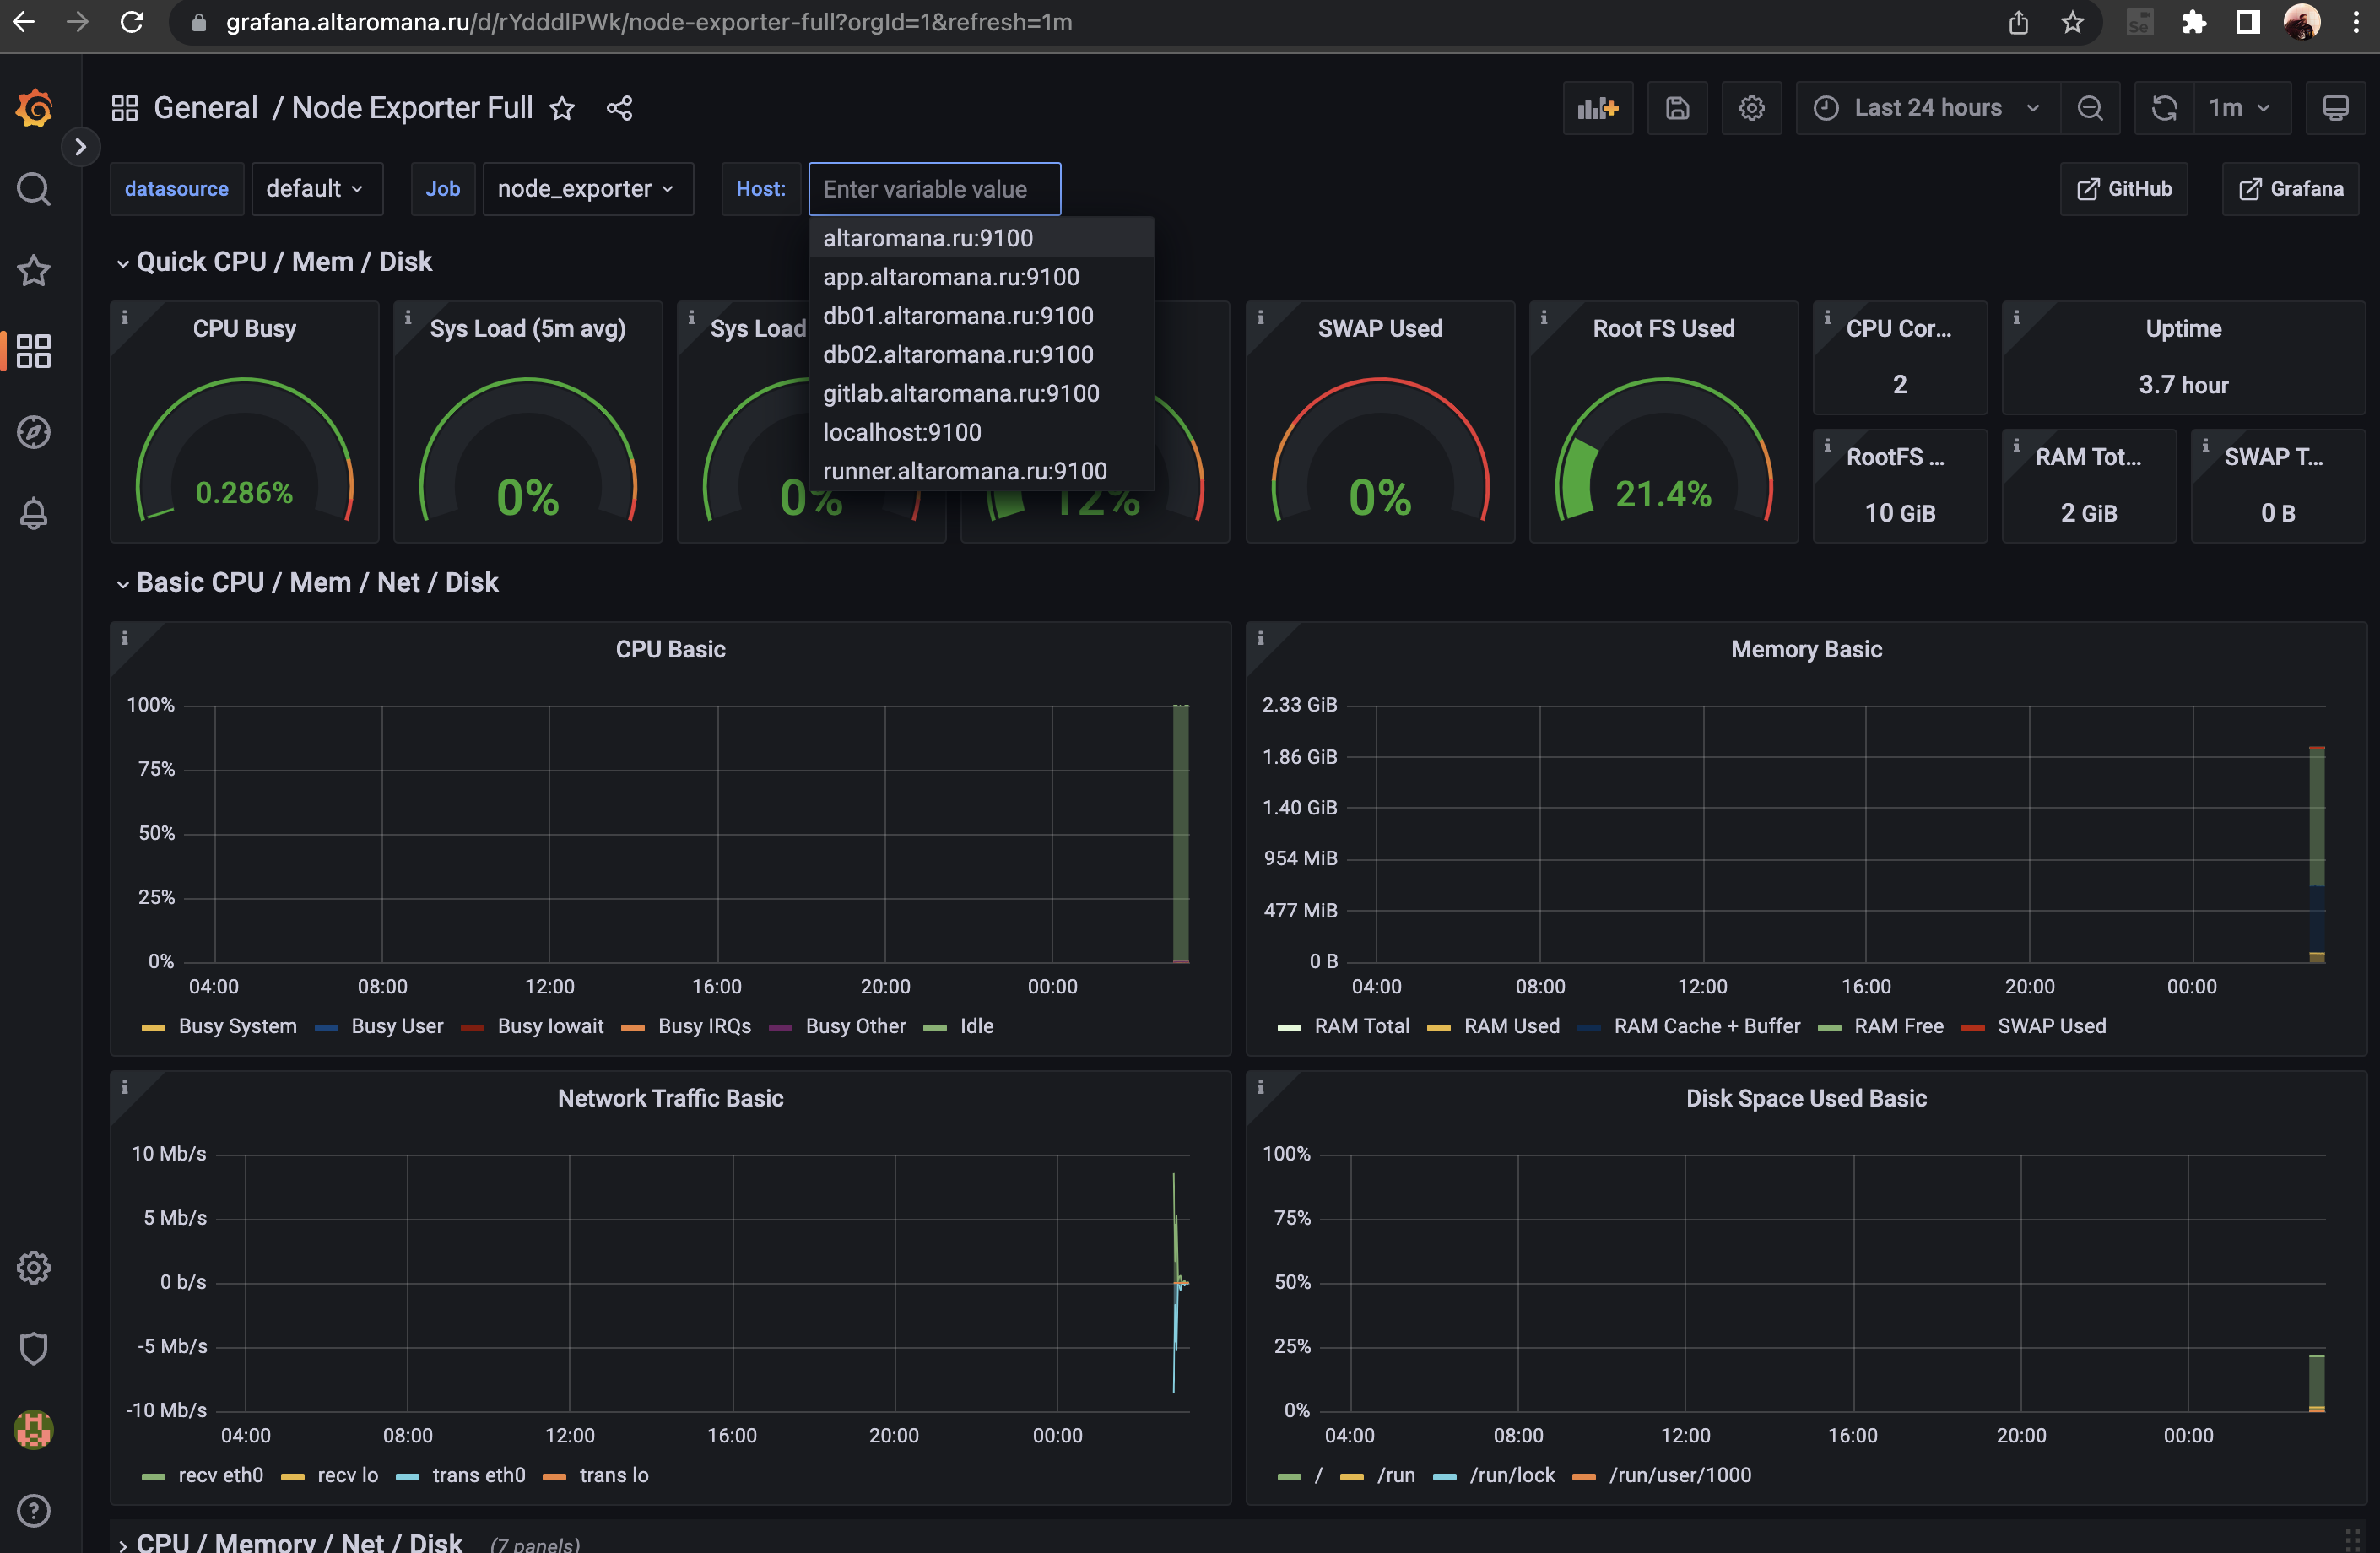 grafana.altaromana.ru/d/rYdddlPWk/node-exporter-full?orgId=1&refresh=1m
Se
General / Node Exporter Full
Last 24 hours
1m
datasource default Job node_exporter Host: Enter variable value GitHub Grafana
altaromana.ru:9100
app.altaromana.ru:9100
db01.altaromana.ru:9100
db02.altaromana.ru:9100
gitlab.altaromana.ru:9100
localhost:9100
runner.altaromana.ru:9100
Quick CPU / Mem / Disk
CPU Busy
0.286%
Sys Load (5m avg)
0%
Sys Load
0%
12%
SWAP Used
0%
Root FS Used
21.4%
CPU Cor...
2
Uptime
3.7 hour
RootFS ...
10 GiB
RAM Tot...
2 GiB
SWAP T...
0 B
Basic CPU / Mem / Net / Disk
CPU Basic
100%
75%
50%
25%
0%
04:00 08:00 12:00 16:00 20:00 00:00
Busy System Busy User Busy Iowait Busy IRQs Busy Other Idle
Memory Basic
2.33 GiB
1.86 GiB
1.40 GiB
954 MiB
477 MiB
0 B
04:00 08:00 12:00 16:00 20:00 00:00
RAM Total RAM Used RAM Cache + Buffer RAM Free SWAP Used
Network Traffic Basic
10 Mb/s
5 Mb/s
0 b/s
-5 Mb/s
-10 Mb/s
04:00 08:00 12:00 16:00 20:00 00:00
recv eth0 recv lo trans eth0 trans lo
Disk Space Used Basic
100%
75%
50%
25%
0%
04:00 08:00 12:00 16:00 20:00 00:00
/ /run /run/lock /run/user/1000
CPU / Memory / Net / Disk (7 panels)